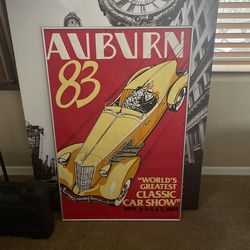 AUBURN
83
"WORLD'S
GREATEST
CLASSIC
CAR SHOW"